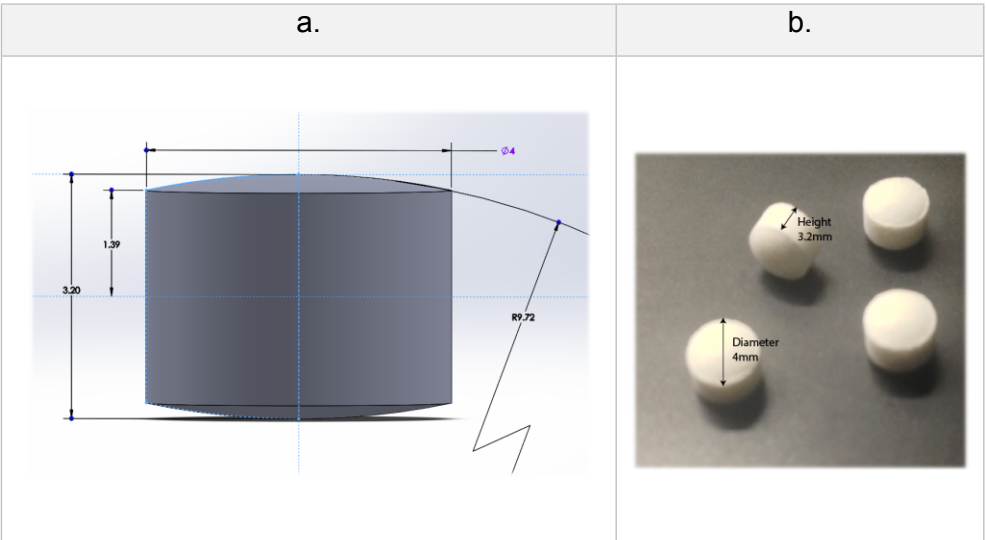 a.
b.
Ø4
1.39
3.20
R9.72
Height
3.2mm
Diameter
4mm